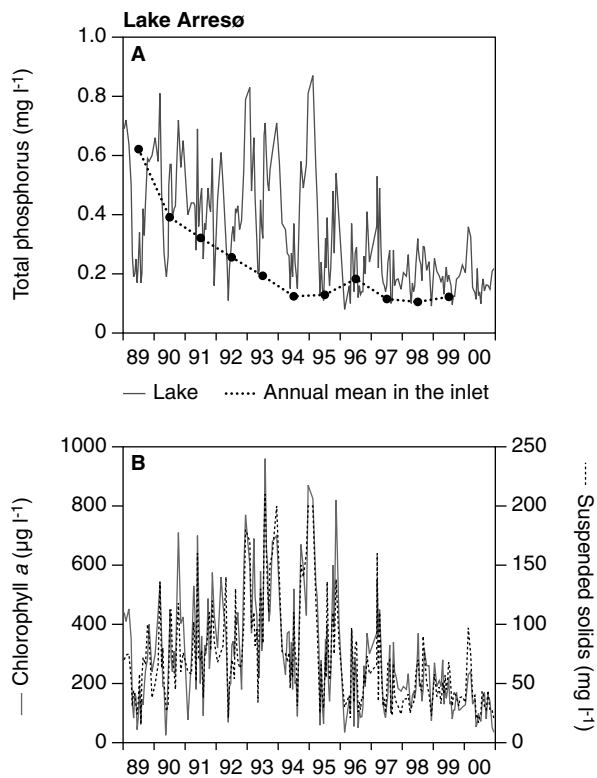 Lake Arresø
A
Total phosphorus (mg l-1)
1.0
0.8
0.6
0.4
0.2
0
89 90 91 92 93 94 95 96 97 98 99 00
Lake
Annual mean in the inlet
B
Chlorophyll a (µg l-1)
1000
800
600
400
200
0
250
200
150
100
50
0
Suspended solids (mg l-1)
89 90 91 92 93 94 95 96 97 98 99 00